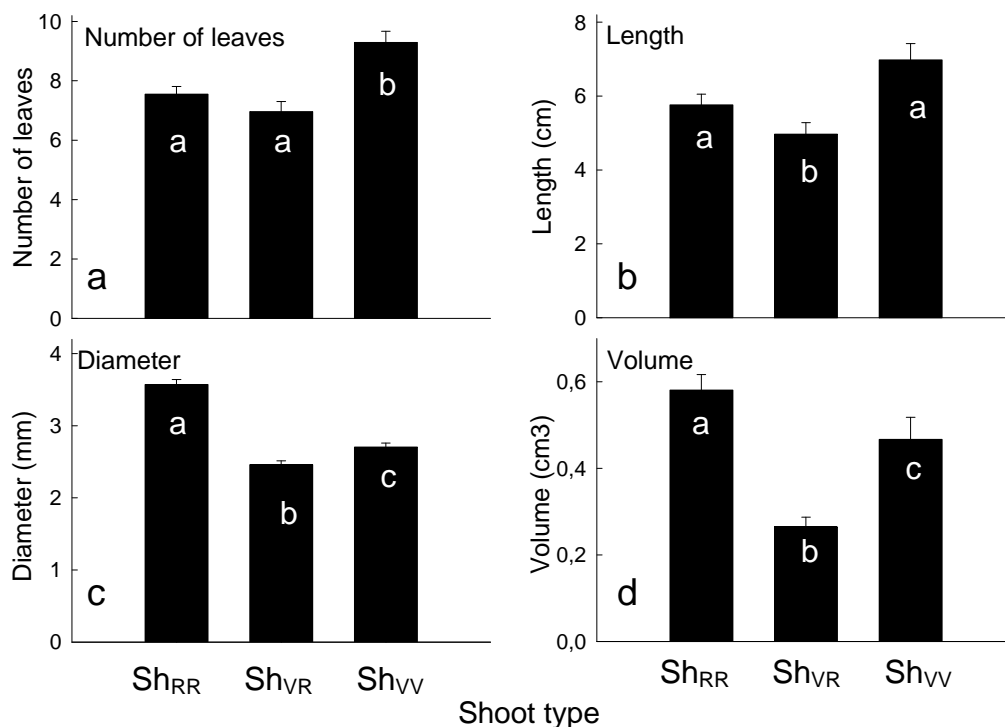 Number of leaves
Number of leaves
10
8
6
4
2
0
a
a
b
a
Length
Length (cm)
8
6
4
2
0
a
b
a
b
Diameter
Diameter (mm)
4
3
2
1
0
a
b
c
c
Volume
Volume (cm3)
0,6
0,4
0,2
0,0
a
b
c
d
ShRR ShVR ShVV
ShRR ShVR ShVV
Shoot type